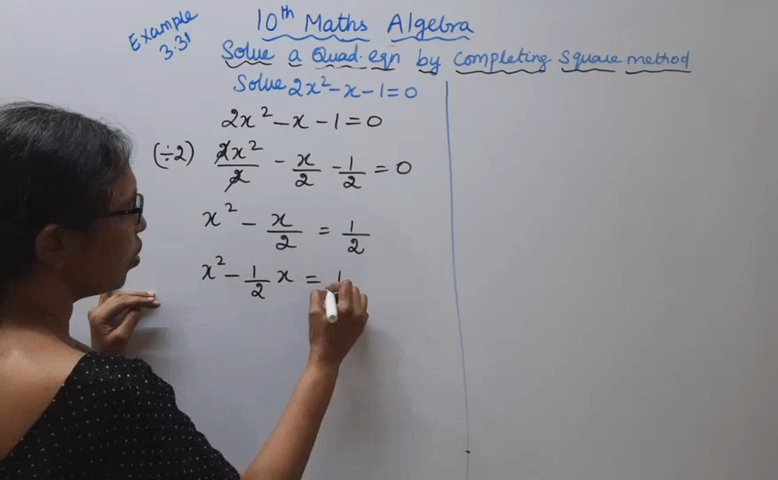 Example 3.31
10th Maths Algebra
Solve a Quad. eqn by completing square method
Solve 2x² – x – 1 = 0
2x² – x – 1 = 0
(÷2) 2x²/2 – x/2 – 1/2 = 0
x² – x/2 = 1/2
x² – 1/2 x = 1